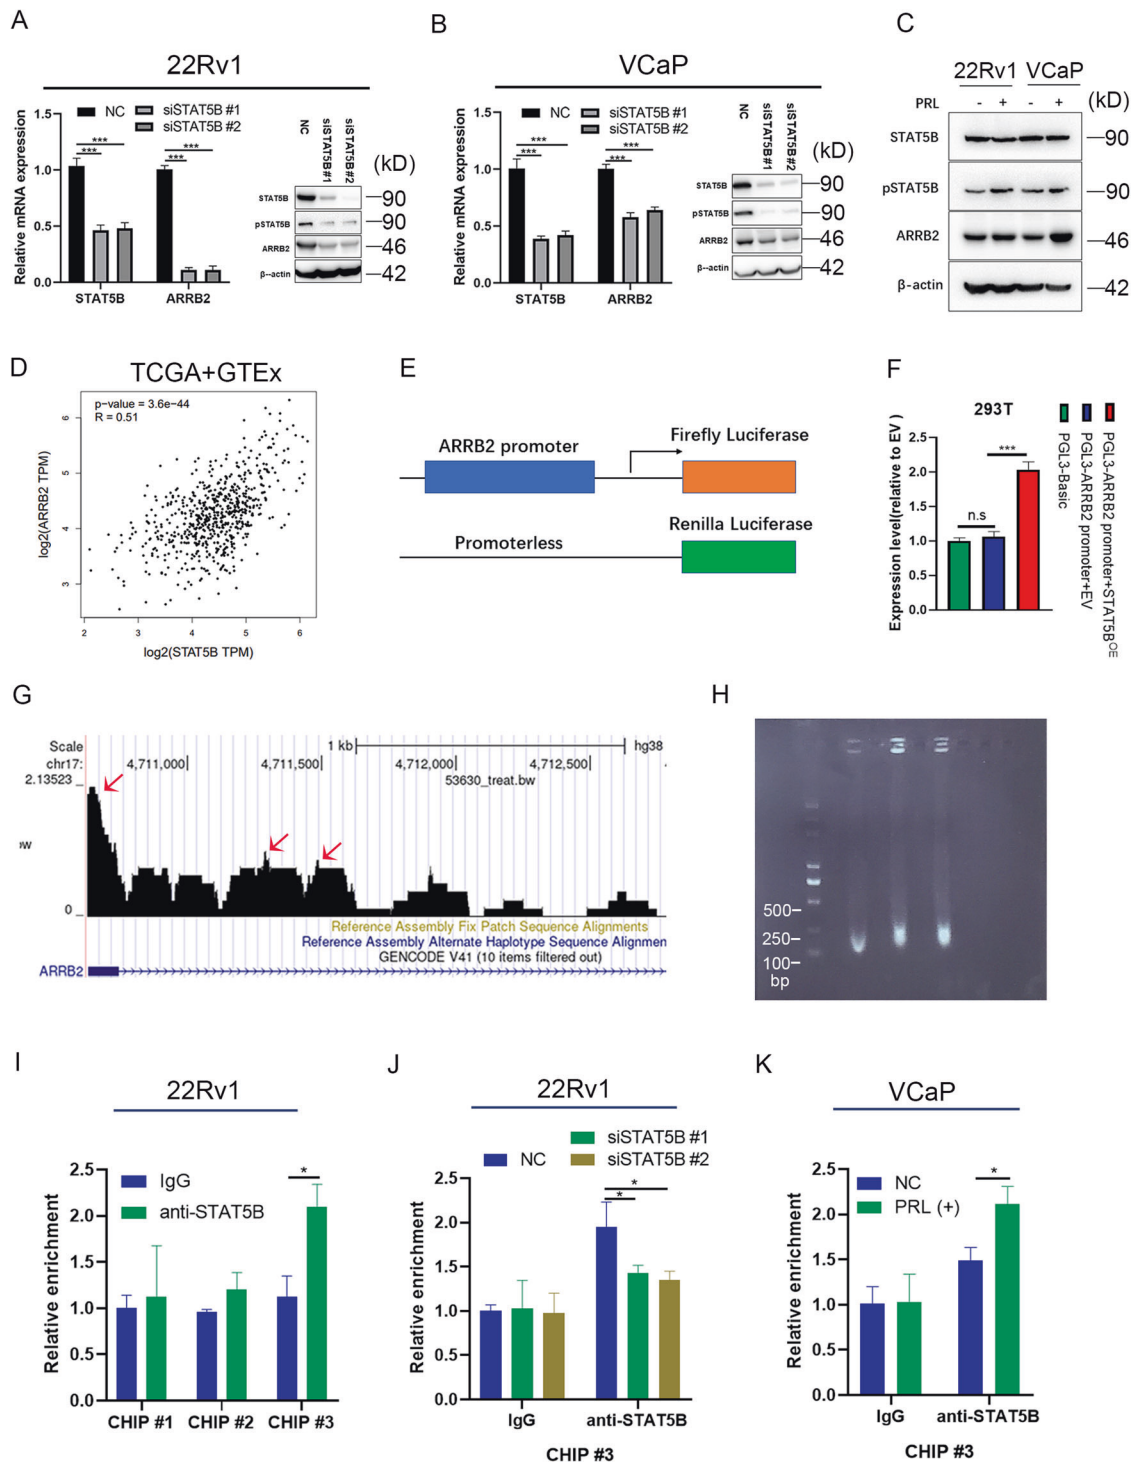 A
22Rv1
NC
siSTAT5B #1
siSTAT5B #2
Relative mRNA expression
1.5
1.0
0.5
0.0
***
***
***
***
STAT5B
ARRB2
NC
siSTAT5B#1
siSTAT5B#2
(kD)
STAT5B
90
pSTAT5B
90
ARRB2
46
β-actin
42
B
VCaP
NC
siSTAT5B #1
siSTAT5B #2
Relative mRNA expression
1.5
1.0
0.5
0.0
***
***
***
***
STAT5B
ARRB2
NC
siSTAT5B#1
siSTAT5B#2
(kD)
STAT5B
90
pSTAT5B
90
ARRB2
46
β--actin
42
C
22Rv1 VCaP
PRL - + - + (kD)
STAT5B
90
pSTAT5B
90
ARRB2
46
β-actin
42
D
TCGA+GTEx
p-value = 3.6e-44
R = 0.51
log2(ARRB2 TPM)
6
5
4
3
2 3 4 5 6
log2(STAT5B TPM)
E
ARRB2 promoter
Firefly Luciferase
Promoterless
Renilla Luciferase
F
293T
Expression level(relative to EV )
2.5
2.0
1.5
1.0
0.5
0.0
n.s
***
PGL3-Basic
PGL3-ARRB2 promoter+EV
PGL3-ARRB2 promoter+STAT5BOE
G
Scale
chr17:
1 kb
hg38
4,711,000
4,711,500
4,712,000
4,712,500
53630_treat.bw
2.13523
0
Reference Assembly Fix Patch Sequence Alignments
Reference Assembly Alternate Haplotype Sequence Alignmen
GENCODE V41 (10 items filtered out)
ARRB2
H
500
250
100
bp
I
22Rv1
IgG
anti-STAT5B
Relative enrichment
2.5
2.0
1.5
1.0
0.5
0.0
*
CHIP #1
CHIP #2
CHIP #3
J
22Rv1
NC
siSTAT5B #1
siSTAT5B #2
Relative enrichment
2.5
2.0
1.5
1.0
0.5
0.0
*
*
IgG
anti-STAT5B
CHIP #3
K
VCaP
NC
PRL (+)
Relative enrichment
2.5
2.0
1.5
1.0
0.5
0.0
*
IgG
anti-STAT5B
CHIP #3